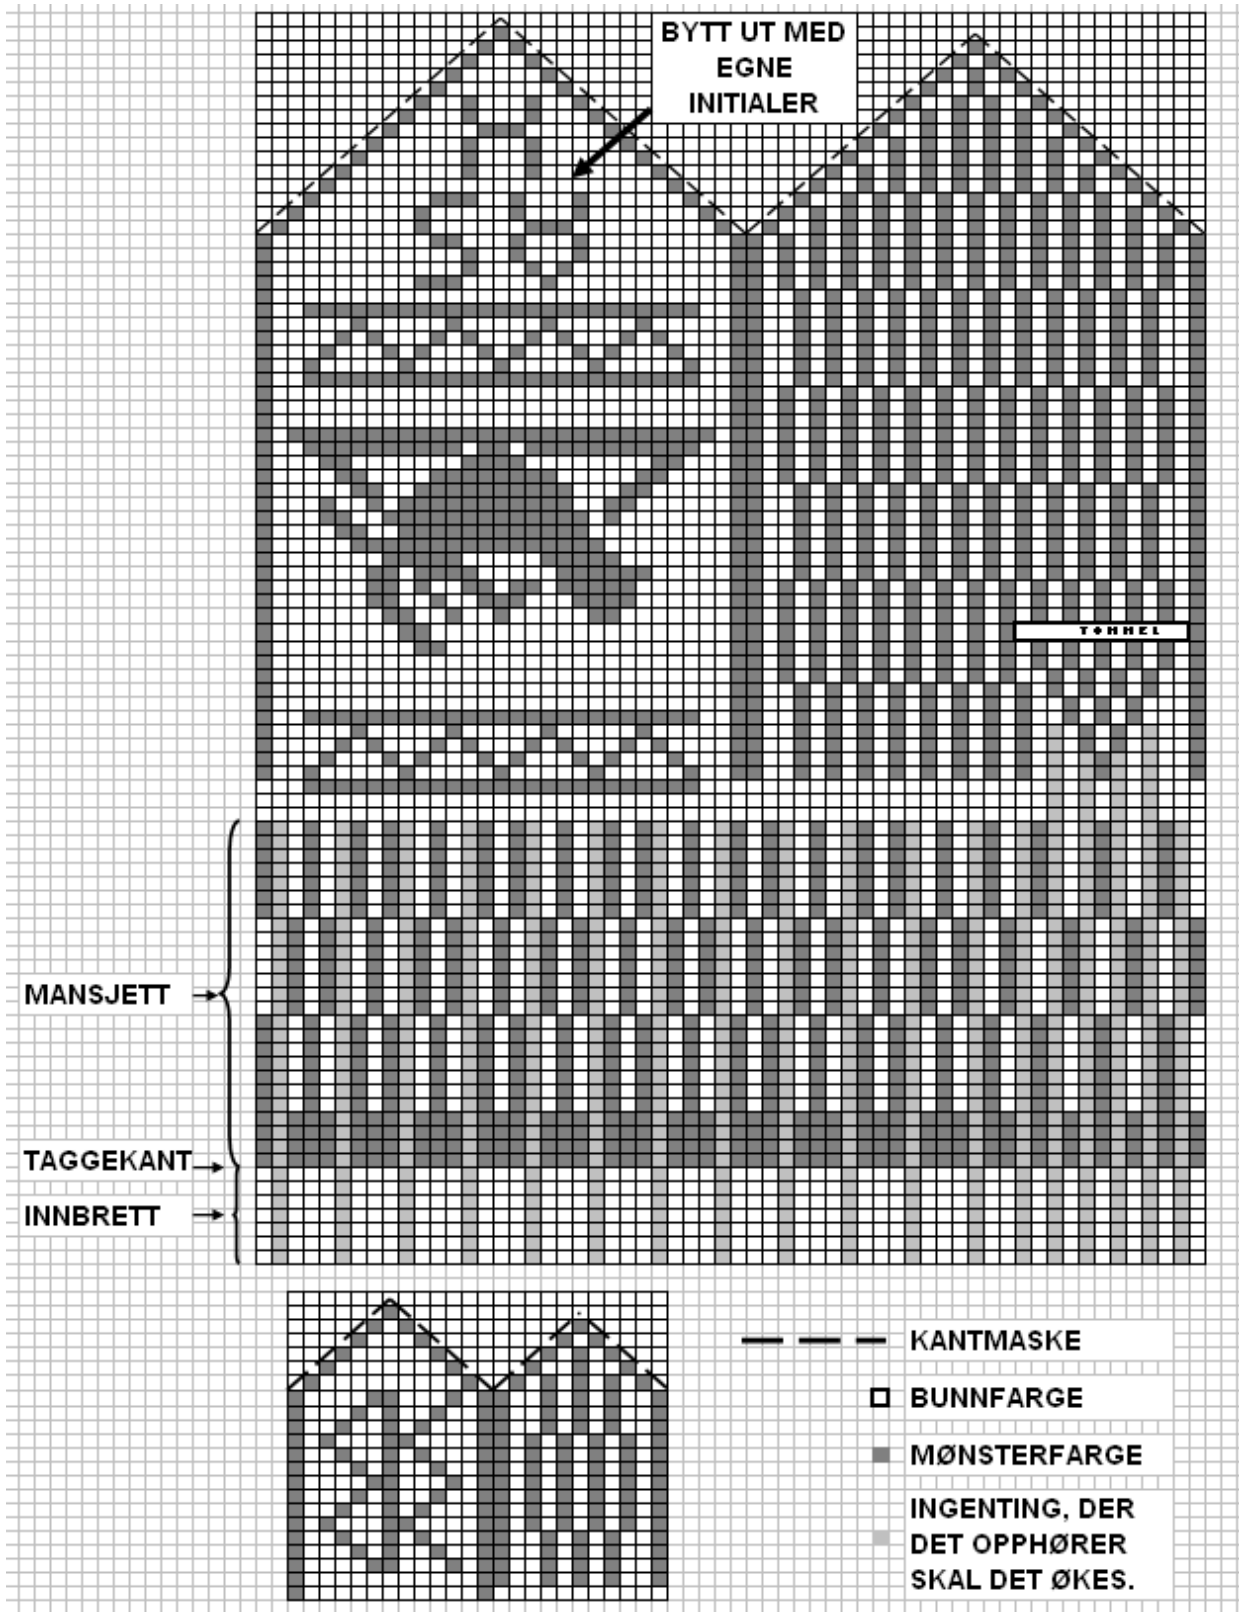 BYTT UT MED
EGNE
INITIALER
TOMMEL
MANSJETT
TAGGEKANT
INNBRETT
KANTMASKE
BUNNFARGE
MØNSTERFARGE
INGENTING, DER
DET OPPHØRER
SKAL DET ØKES.